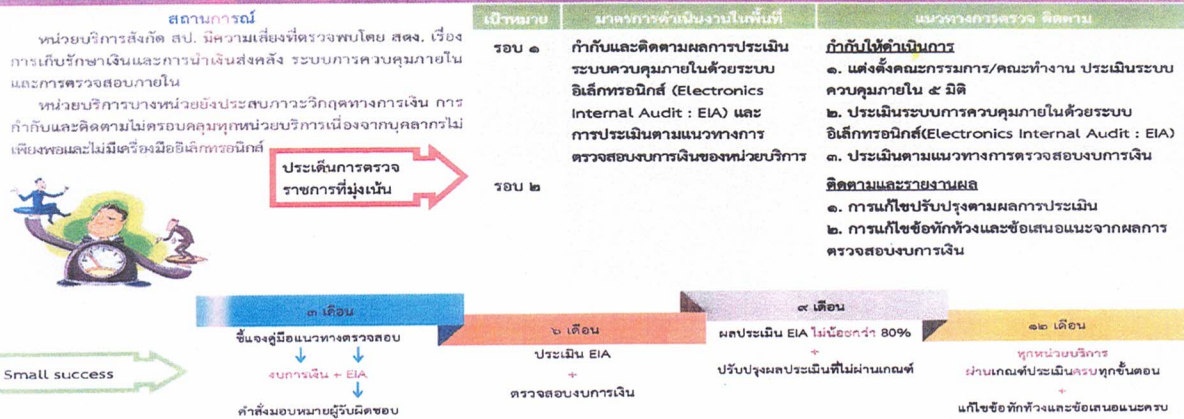 สถานการณ์
หน่วยบริการสังกัด สป. มีความเสี่ยงที่ตรวจพบโดย สตง. เรื่อง
การเก็บรักษาเงินและการนำเงินส่งคลัง ระบบการควบคุมภายใน
และการตรวจสอบภายใน
หน่วยบริการบางหน่วยยังประสบภาวะวิกฤตทางการเงิน การ
กำกับและติดตามไม่ครอบคลุมทุกหน่วยบริการเนื่องจากบุคลากรไม่
เพียงพอและไม่มีเครื่องมืออิเล็กทรอนิกส์
ประเด็นการตรวจ
ราชการที่มุ่งเน้น
เป้าหมาย มาตรการดำเนินงานในพื้นที่ แนวทางการตรวจ ติดตาม
รอบ ๑
กำกับและติดตามผลการประเมิน
ระบบควบคุมภายในด้วยระบบ
อิเล็กทรอนิกส์ (Electronics
Internal Audit : EIA) และ
การประเมินตามแนวทางการ
ตรวจสอบงบการเงินของหน่วยบริการ
กำกับให้ดำเนินการ
๑. แต่งตั้งคณะกรรมการ/คณะทำงาน ประเมินระบบ
ควบคุมภายใน ๕ มิติ
๒. ประเมินระบบการควบคุมภายในด้วยระบบ
อิเล็กทรอนิกส์(Electronics Internal Audit : EIA)
๓. ประเมินตามแนวทางการตรวจสอบงบการเงิน
รอบ ๒
ติดตามและรายงานผล
๑. การแก้ไขปรับปรุงตามผลการประเมิน
๒. การแก้ไขข้อทักท้วงและข้อเสนอแนะจากผลการ
ตรวจสอบงบการเงิน
Small success
๓ เดือน
ชี้แจงคู่มือแนวทางตรวจสอบ
งบการเงิน + EIA
คำสั่งมอบหมายผู้รับผิดชอบ
๖ เดือน
ประเมิน EIA
+
ตรวจสอบงบการเงิน
๙ เดือน
ผลประเมิน EIA ไม่น้อยกว่า 80%
+
ปรับปรุงผลประเมินที่ไม่ผ่านเกณฑ์
๑๒ เดือน
ทุกหน่วยบริการ
ผ่านเกณฑ์ประเมินครบทุกขั้นตอน
+
แก้ไขข้อทักท้วงและข้อเสนอแนะครบ